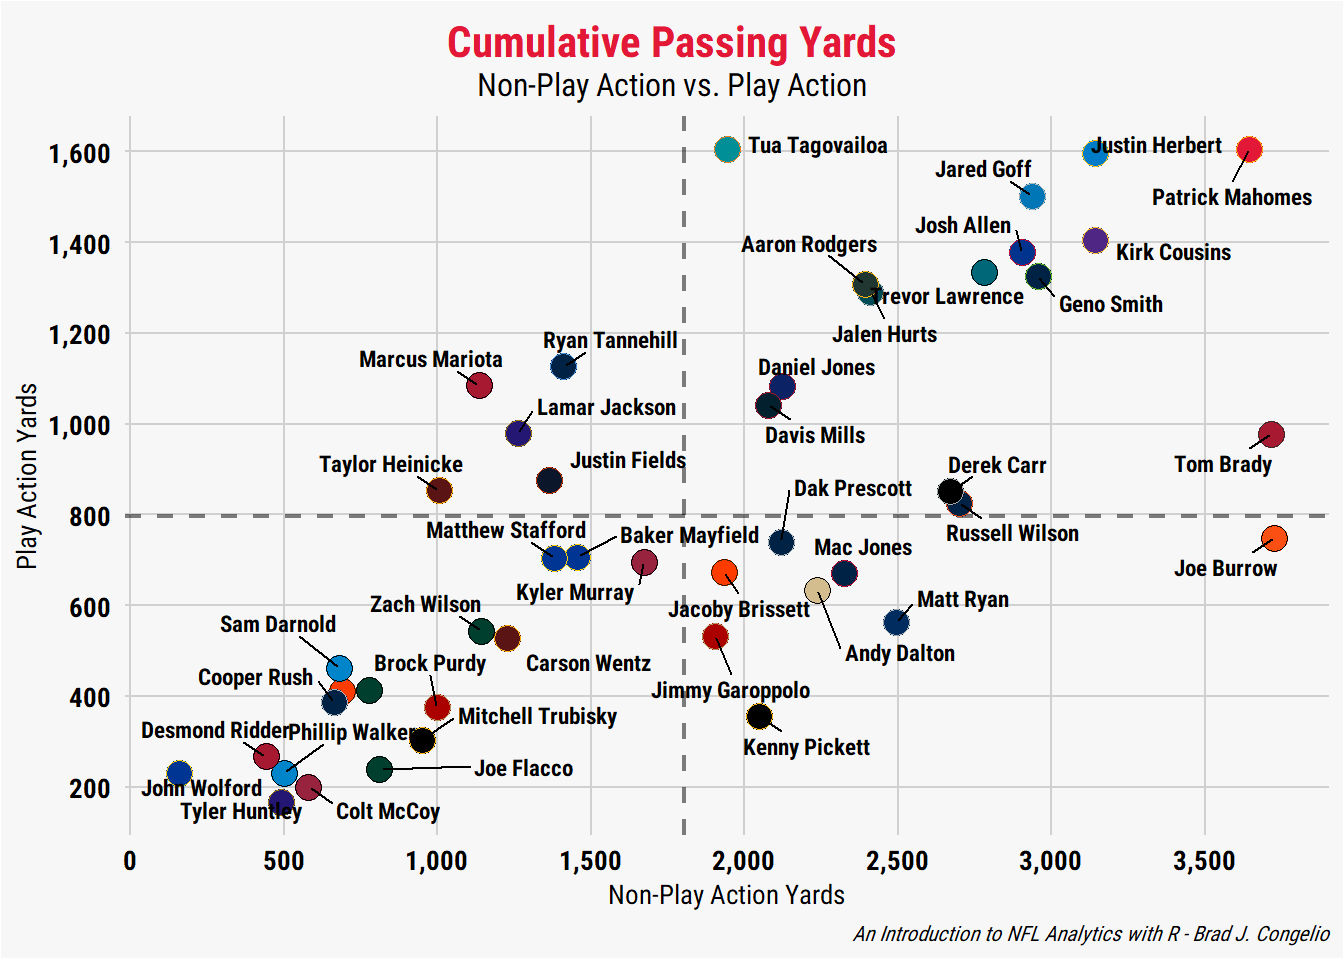 Cumulative Passing Yards
Non-Play Action vs. Play Action
Tua Tagovailoa
Justin Herbert
Jared Goff
Patrick Mahomes
Josh Allen
Aaron Rodgers
Kirk Cousins
Trevor Lawrence
Geno Smith
Jalen Hurts
Ryan Tannehill
Marcus Mariota
Daniel Jones
Lamar Jackson
Davis Mills
Justin Fields
Taylor Heinicke
Tom Brady
Derek Carr
Dak Prescott
Matthew Stafford
Baker Mayfield
Russell Wilson
Mac Jones
Joe Burrow
Kyler Murray
Zach Wilson
Jacoby Brissett
Matt Ryan
Sam Darnold
Andy Dalton
Brock Purdy
Carson Wentz
Cooper Rush
Jimmy Garoppolo
Mitchell Trubisky
Desmond Ridder
Phillip Walker
Kenny Pickett
Joe Flacco
John Wolford
Tyler Huntley
Colt McCoy
1,600
1,400
1,200
1,000
800
600
400
200
Play Action Yards
0
500
1,000
1,500
2,000
2,500
3,000
3,500
Non-Play Action Yards
An Introduction to NFL Analytics with R - Brad J. Congelio